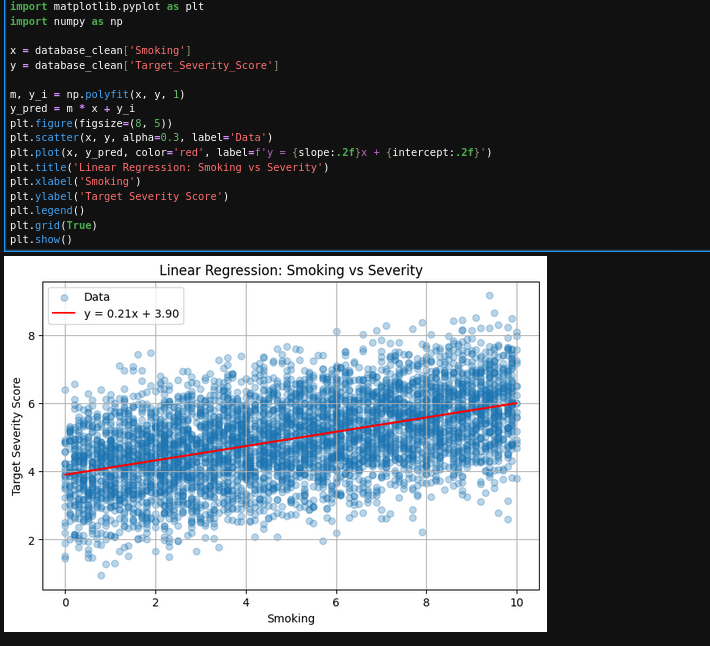 import matplotlib.pyplot as plt
import numpy as np
x = database_clean['Smoking']
y = database_clean['Target_Severity_Score']
m, y_i = np.polyfit(x, y, 1)
y_pred = m * x + y_i
plt.figure(figsize=(8, 5))
plt.scatter(x, y, alpha=0.3, label='Data')
plt.plot(x, y_pred, color='red', label=f'y = {slope:.2f}x + {intercept:.2f}')
plt.title('Linear Regression: Smoking vs Severity')
plt.xlabel('Smoking')
plt.ylabel('Target Severity Score')
plt.legend()
plt.grid(True)
plt.show()
Linear Regression: Smoking vs Severity
Data
y = 0.21x + 3.90
Target Severity Score
8
6
4
2
0 2 4 6 8 10
Smoking